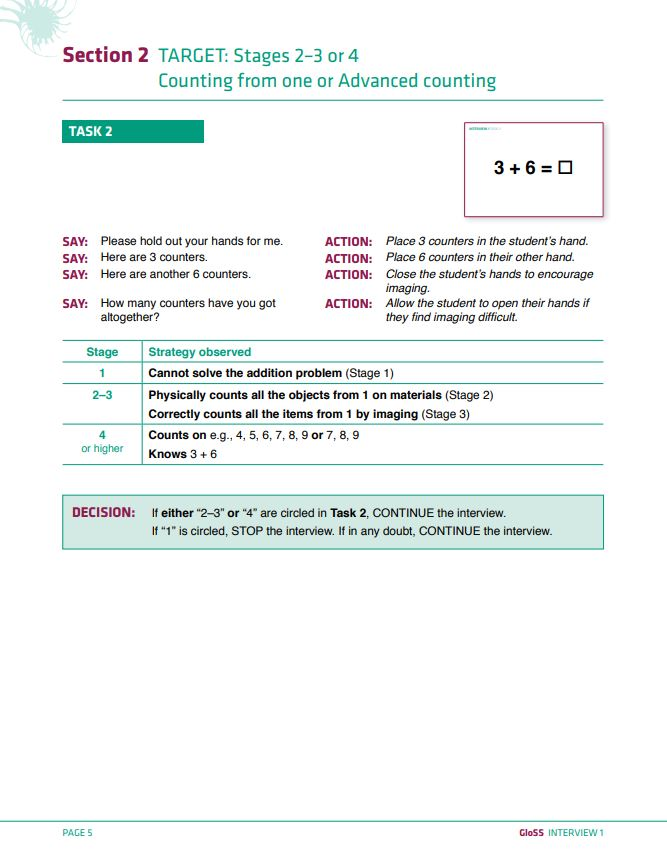 Section 2 TARGET: Stages 2–3 or 4
Counting from one or Advanced counting
TASK 2
3 + 6 = □
SAY: Please hold out your hands for me.
ACTION: Place 3 counters in the student's hand.
SAY: Here are 3 counters.
ACTION: Place 6 counters in their other hand.
SAY: Here are another 6 counters.
ACTION: Close the student's hands to encourage
imaging.
SAY: How many counters have you got
altogether?
ACTION: Allow the student to open their hands if
they find imaging difficult.
Stage Strategy observed
1 Cannot solve the addition problem (Stage 1)
2–3 Physically counts all the objects from 1 on materials (Stage 2)
Correctly counts all the items from 1 by imaging (Stage 3)
4 Counts on e.g., 4, 5, 6, 7, 8, 9 or 7, 8, 9
or higher
Knows 3 + 6
DECISION: If either “2–3” or “4” are circled in Task 2, CONTINUE the interview.
If “1” is circled, STOP the interview. If in any doubt, CONTINUE the interview.
PAGE 5
GloSS INTERVIEW 1